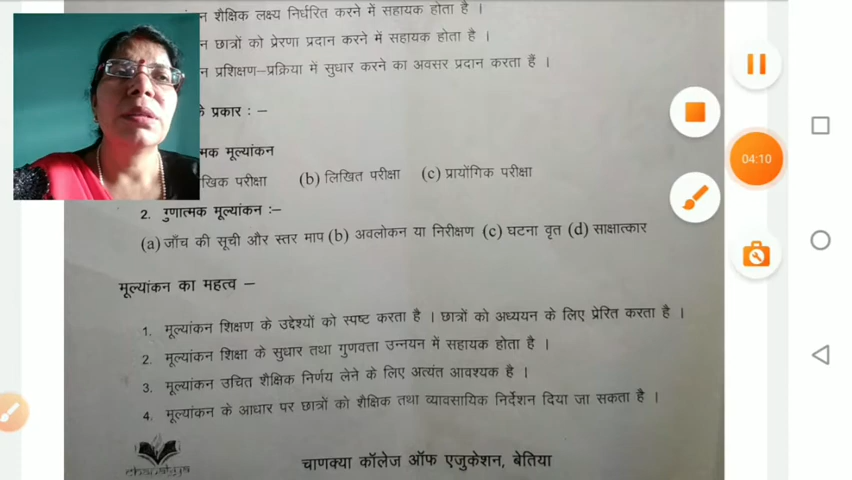 शैक्षिक लक्ष्य निर्धरित करने में सहायक होता है ।
छात्रों को प्रेरणा प्रदान करने में सहायक होता है ।
प्रशिक्षण–प्रक्रिया में सुधार करने का अवसर प्रदान करता हैं ।
04:10
के प्रकार : –
मक मूल्यांकन
खिक परीक्षा (b) लिखित परीक्षा (c) प्रायोंगिक परीक्षा
2. गुणात्मक मूल्यांकन :–
(a) जाँच की सूची और स्तर माप (b) अवलोकन या निरीक्षण (c) घटना वृत (d) साक्षात्कार
मूल्यांकन का महत्व –
1. मूल्यांकन शिक्षण के उद्देश्यों को स्पष्ट करता है । छात्रों को अध्ययन के लिए प्रेरित करता है ।
2. मूल्यांकन शिक्षा के सुधार तथा गुणवत्ता उन्नयन में सहायक होता है ।
3. मूल्यांकन उचित शैक्षिक निर्णय लेने के लिए अत्यंत आवश्यक है ।
4. मूल्यांकन के आधार पर छात्रों को शैक्षिक तथा व्यावसायिक निर्देशन दिया जा सकता है ।
चाणक्या कॉलेज ऑफ एजुकेशन, बेतिया